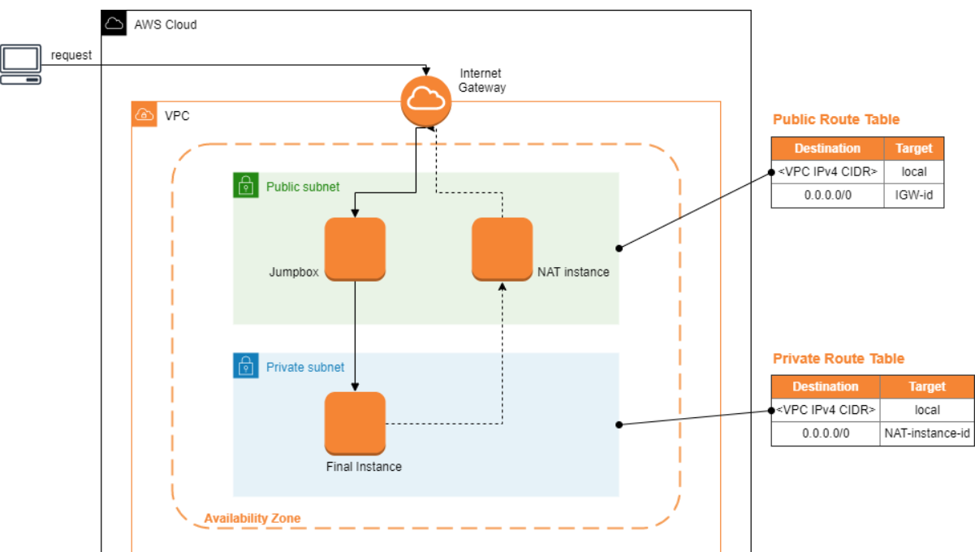 AWS Cloud
request
Internet
Gateway
VPC
Public Route Table
Destination Target
<VPC IPv4 CIDR> local
0.0.0.0/0 IGW-id
Public subnet
Jumpbox
NAT instance
Private subnet
Private Route Table
Destination Target
<VPC IPv4 CIDR> local
0.0.0.0/0 NAT-instance-id
Final Instance
Availability Zone